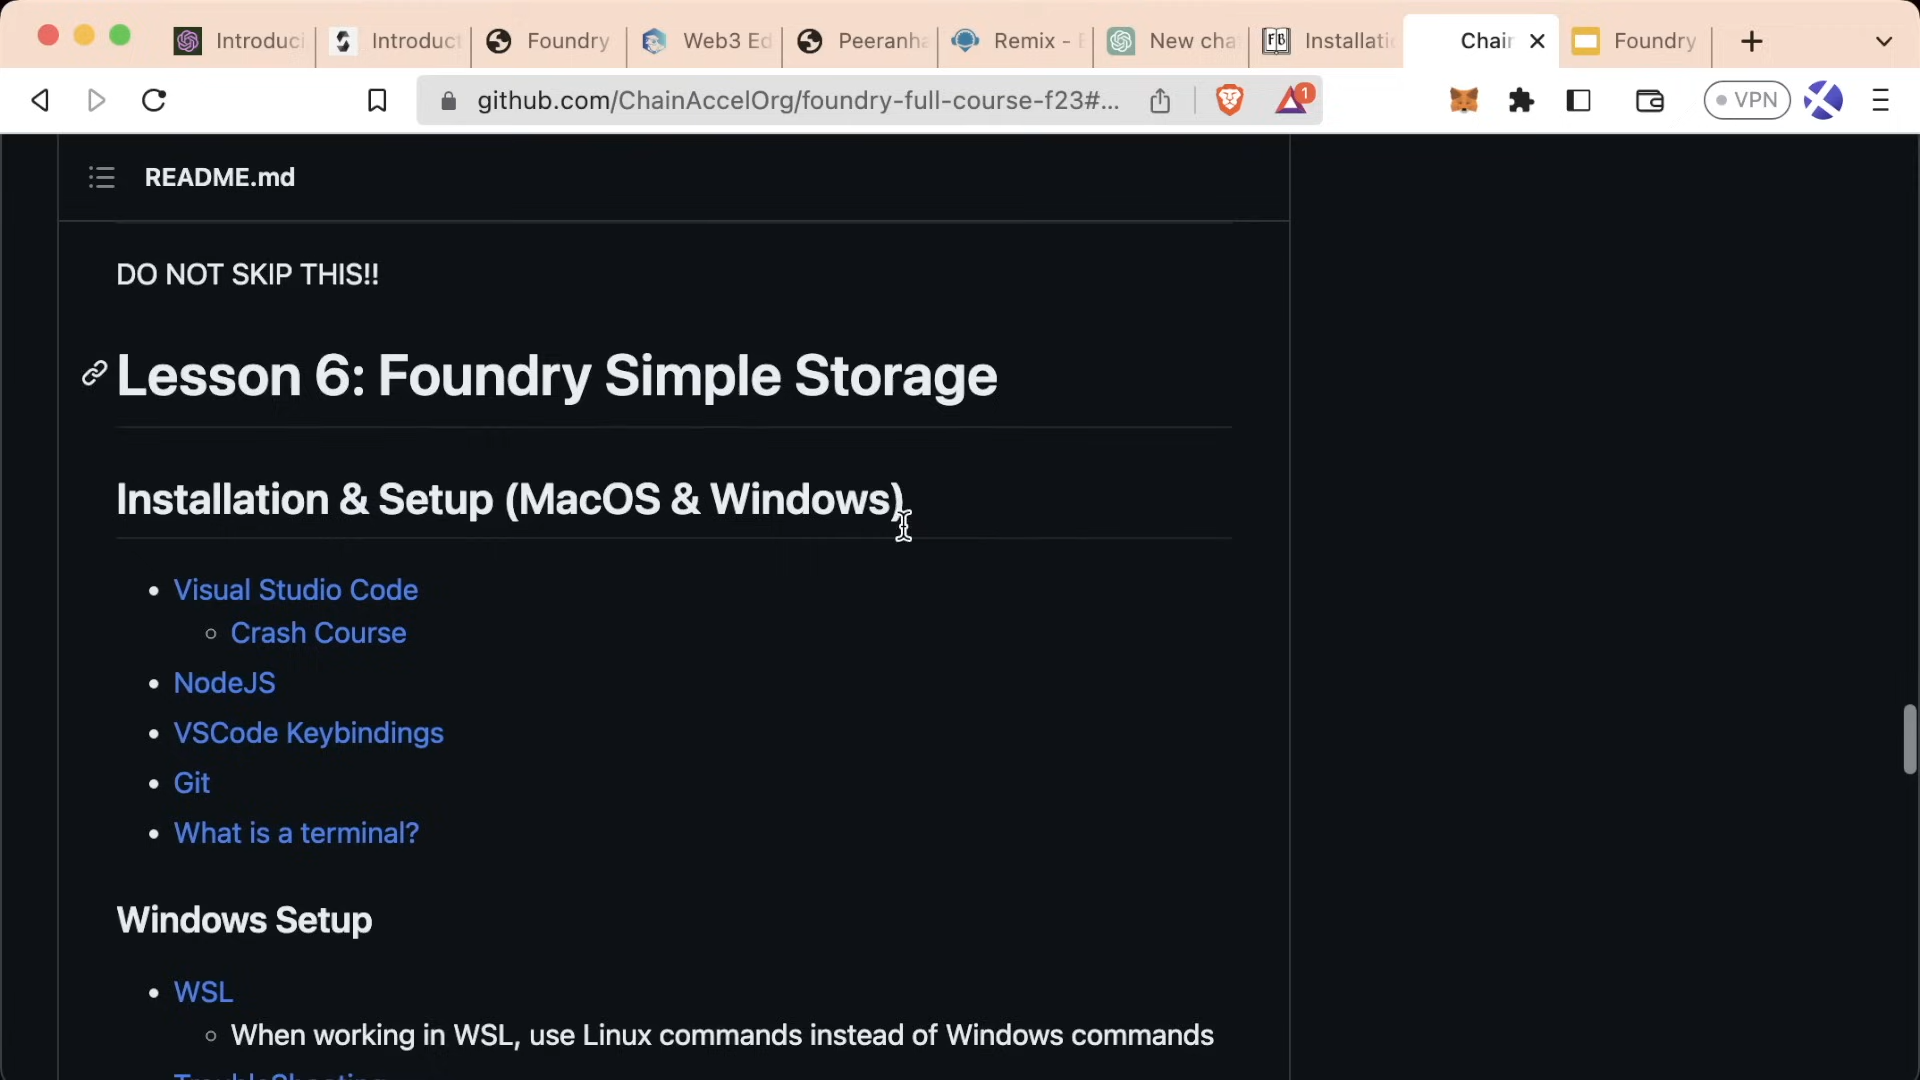 Introduci
Introduct
Foundry
Web3 Ed
Peeranha
Remix - E
New cha
Installati
Chair
Foundry
github.com/ChainAccelOrg/foundry-full-course-f23#...
1
VPN
README.md
DO NOT SKIP THIS!!
Lesson 6: Foundry Simple Storage
Installation & Setup (MacOS & Windows)
Visual Studio Code
Crash Course
NodeJS
VSCode Keybindings
Git
What is a terminal?
Windows Setup
WSL
When working in WSL, use Linux commands instead of Windows commands